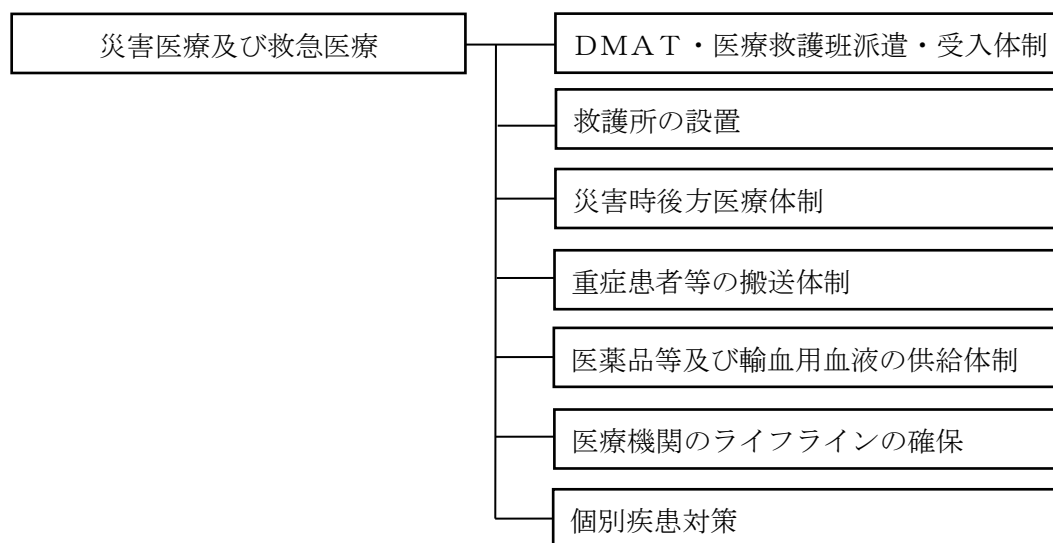 災害医療及び救急医療
ＤＭＡＴ・医療救護班派遣・受入体制
救護所の設置
災害時後方医療体制
重症患者等の搬送体制
医薬品等及び輸血用血液の供給体制
医療機関のライフラインの確保
個別疾患対策